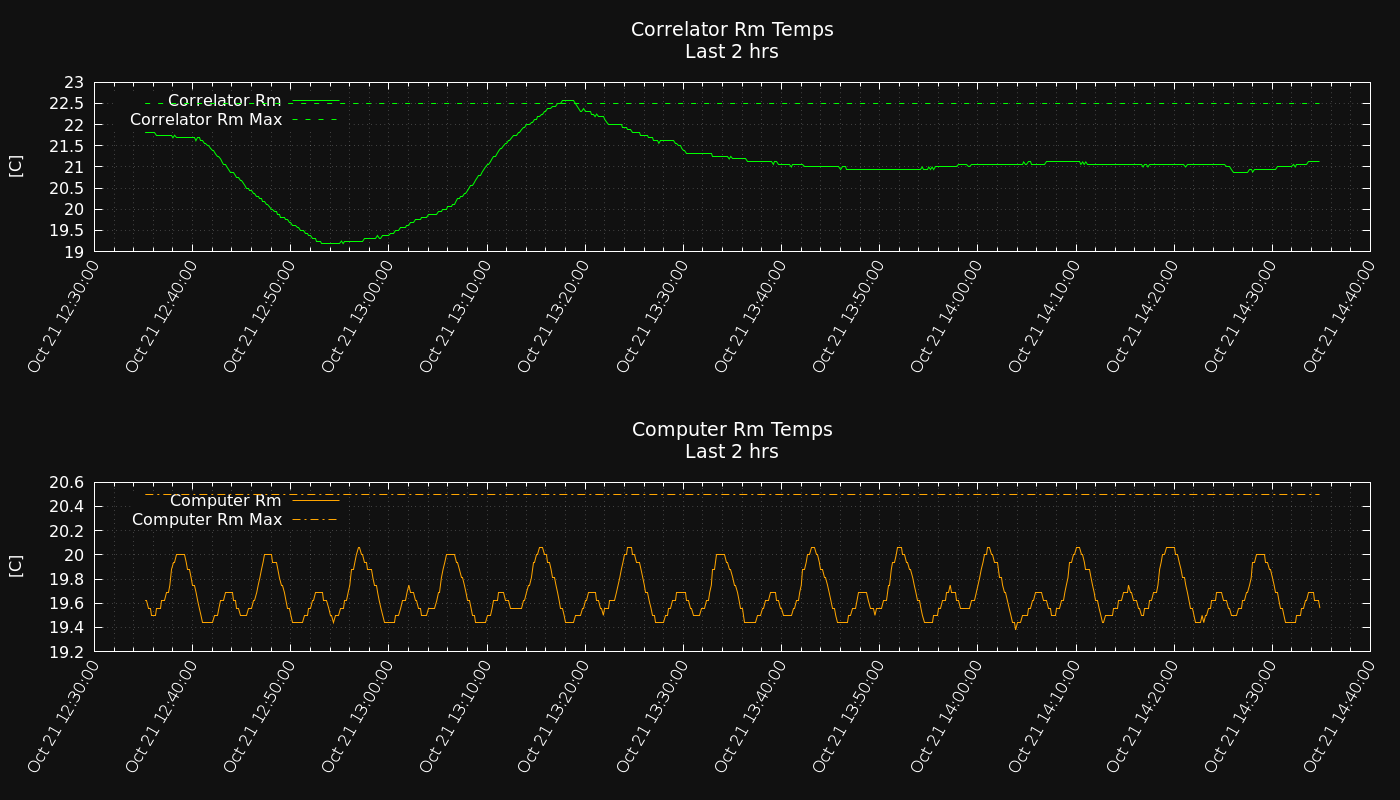 Correlator Rm Temps
Last 2 hrs
23
22.5
22
21.5
21
20.5
20
19.5
19
[C]
Correlator Rm
Correlator Rm Max
Oct 21 12:30:00
Oct 21 12:40:00
Oct 21 12:50:00
Oct 21 13:00:00
Oct 21 13:10:00
Oct 21 13:20:00
Oct 21 13:30:00
Oct 21 13:40:00
Oct 21 13:50:00
Oct 21 14:00:00
Oct 21 14:10:00
Oct 21 14:20:00
Oct 21 14:30:00
Oct 21 14:40:00
Computer Rm Temps
Last 2 hrs
20.6
20.4
20.2
20
19.8
19.6
19.4
19.2
[C]
Computer Rm
Computer Rm Max
Oct 21 12:30:00
Oct 21 12:40:00
Oct 21 12:50:00
Oct 21 13:00:00
Oct 21 13:10:00
Oct 21 13:20:00
Oct 21 13:30:00
Oct 21 13:40:00
Oct 21 13:50:00
Oct 21 14:00:00
Oct 21 14:10:00
Oct 21 14:20:00
Oct 21 14:30:00
Oct 21 14:40:00